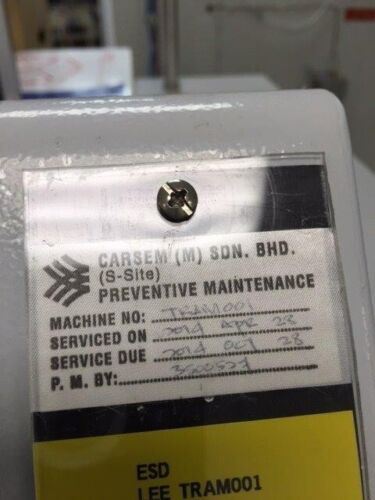 CARSEM (M) SDN. BHD.
(S-Site)
PREVENTIVE MAINTENANCE
MACHINE NO: TRAM001
SERVICED ON 2014 APR 28
SERVICE DUE 2014 OCT 28
P. M. BY:
ESD
LEE TRAM001